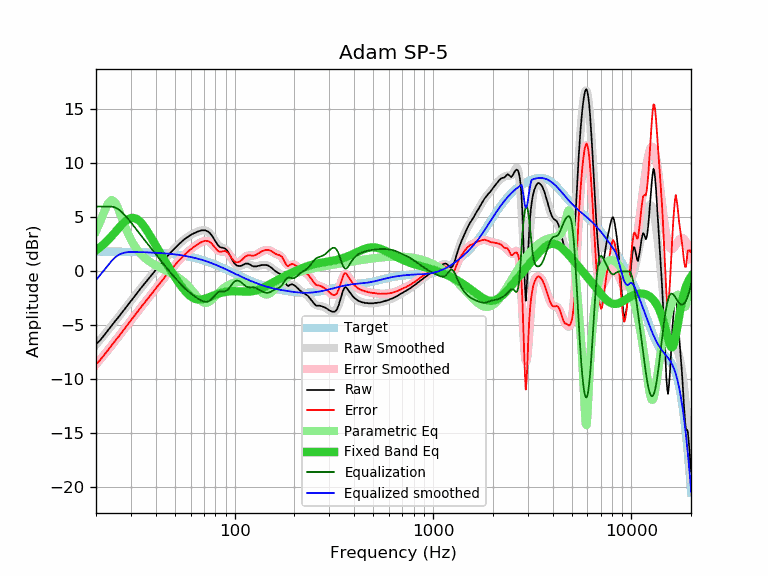 Adam SP-5
Amplitude (dBr)
15
10
5
0
−5
−10
−15
−20
Target
Raw Smoothed
Error Smoothed
Raw
Error
Parametric Eq
Fixed Band Eq
Equalization
Equalized smoothed
100
1000
10000
Frequency (Hz)